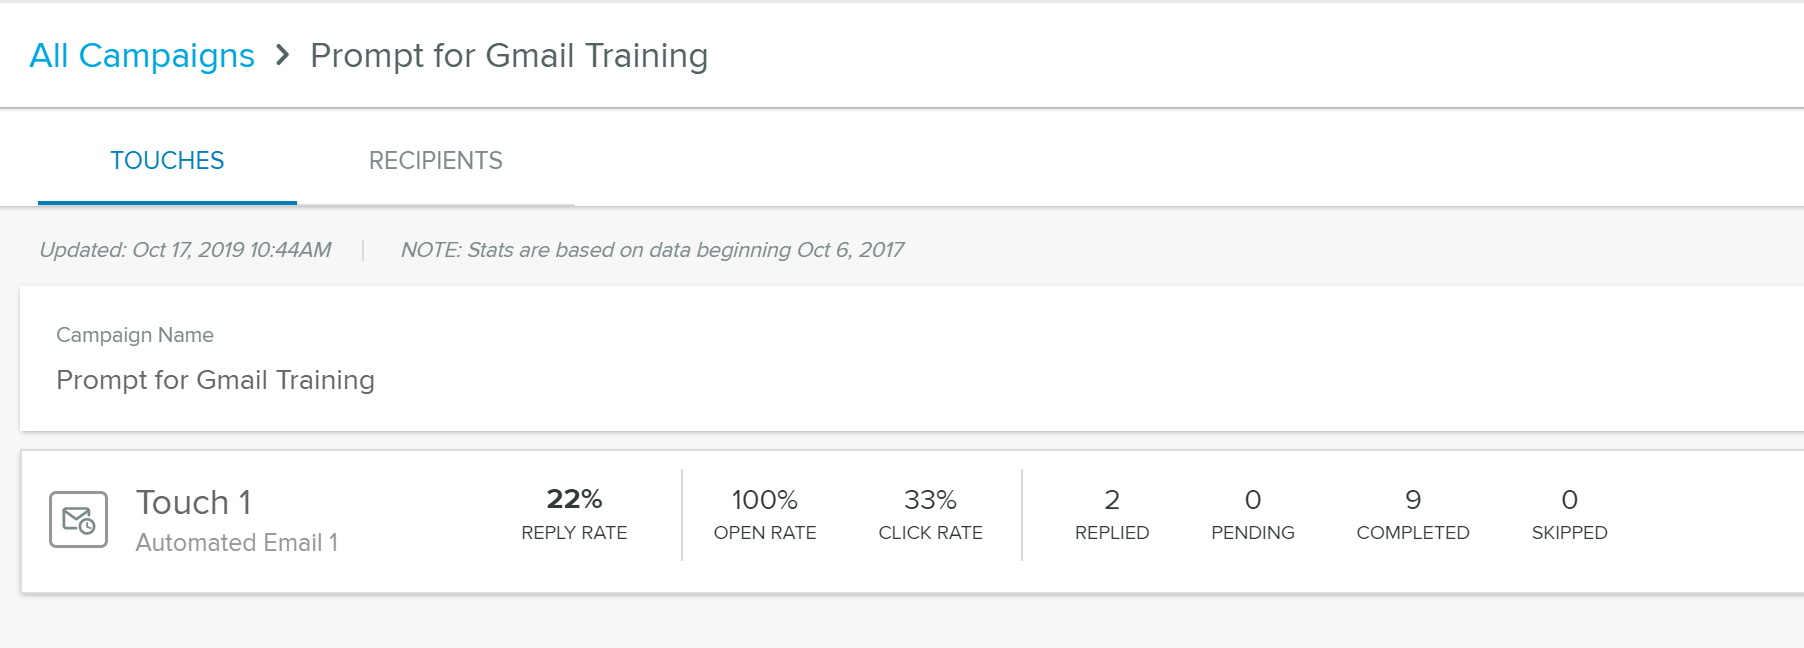 All Campaigns > Prompt for Gmail Training
TOUCHES RECIPIENTS
Updated: Oct 17, 2019 10:44AM | NOTE: Stats are based on data beginning Oct 6, 2017
Campaign Name
Prompt for Gmail Training
Touch 1 22% 100% 33% 2 0 9 0
Automated Email 1 REPLY RATE OPEN RATE CLICK RATE REPLIED PENDING COMPLETED SKIPPED